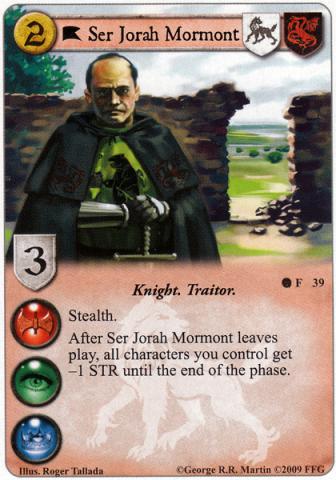 2 Ser Jorah Mormont
3
Knight. Traitor.
F 39
Stealth.
After Ser Jorah Mormont leaves
play, all characters you control get
–1 STR until the end of the phase.
Illus. Roger Tallada
©George R.R. Martin ©2009 FFG